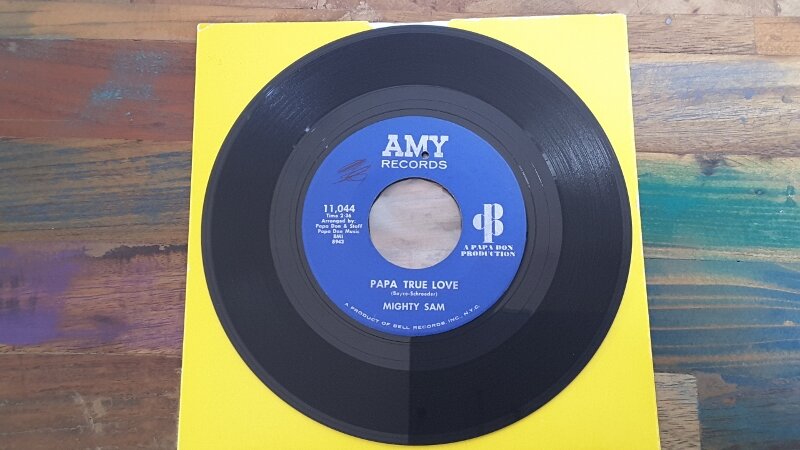 AMY
RECORDS
11,044
Time 2:36
Arranged by:
Papa Don & Staff
Papa Don Music
BMI
8943
A PAPA DON
PRODUCTION
PAPA TRUE LOVE
(Bayco-Schroeder)
MIGHTY SAM
A PRODUCT OF BELL RECORDS, INC. N.Y.C.